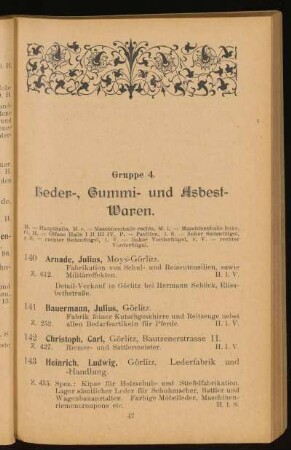 Gruppe 4.
Leder-, Gummi- und Asbest-
Waren.
H. = Haupthalle, M. r. = Maschinenhalle rechts, M. l. = Maschinenhalle links,
O. H. = Offene Halle I II III IV, P. = Pavillon, l. S. = linker Seitenflügel,
r. S. = rechter Seitenflügel, l. V. = linker Vorderflügel, r. V. = rechter
Vorderflügel.
140 Arnade, Julius, Moys-Görlitz.
Fabrikation von Schul- und Reiseutensilien, sowie
Z. 612. Militäreffekten. H. l. V.
Detail-Verkauf in Görlitz bei Hermann Schöck, Elisa-
bethstraße.
141 Bauermann, Julius, Görlitz.
Fabrik feiner Kutschgeschirre und Reitzeuge nebst
Z. 252. allen Bedarfsartikeln für Pferde. H. l. V.
142 Christoph, Carl, Görlitz, Bautzenerstrasse 11.
Z. 427. Riemer- und Sattlermeister. H. l. V.
143 Heinrich, Ludwig, Görlitz. Lederfabrik und
-Handlung.
Z. 453. Spez.: Kipse für Holzschuh- und Stiefelfabrikation.
Lager sämtlicher Leder für Schuhmacher, Sattler und
Wagenbauanstalten. Farbige Möbelleder, Maschinen-
riemencroupons etc. H. l. S.
47